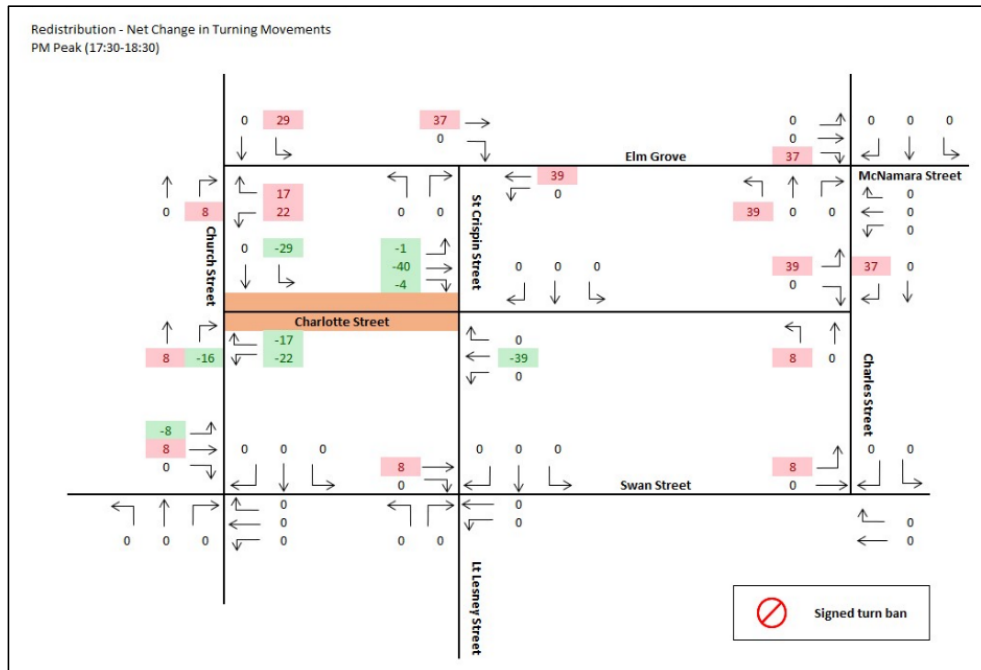 Redistribution - Net Change in Turning Movements
PM Peak (17:30-18:30)
0 29 37 0 0 0 0
0 0
Elm Grove 37
McNamara Street
17 39 0
0 8 22 0 0 0 39 0 0 0
0
Church Street
St Crispin Street
0 -29 -1 39 37 0
-40 0 0 0 0
-4
Charlotte Street
-17 0
8 -16 -22 -39 8 0
0
Charles Street
-8
8 0 0 0 8 0 0 0 8 0 0
0 0 0
Swan Street
0 0
0 0 0 0
0 0 0 0 0 0 0
0
Lt Lesney Street
Signed turn ban